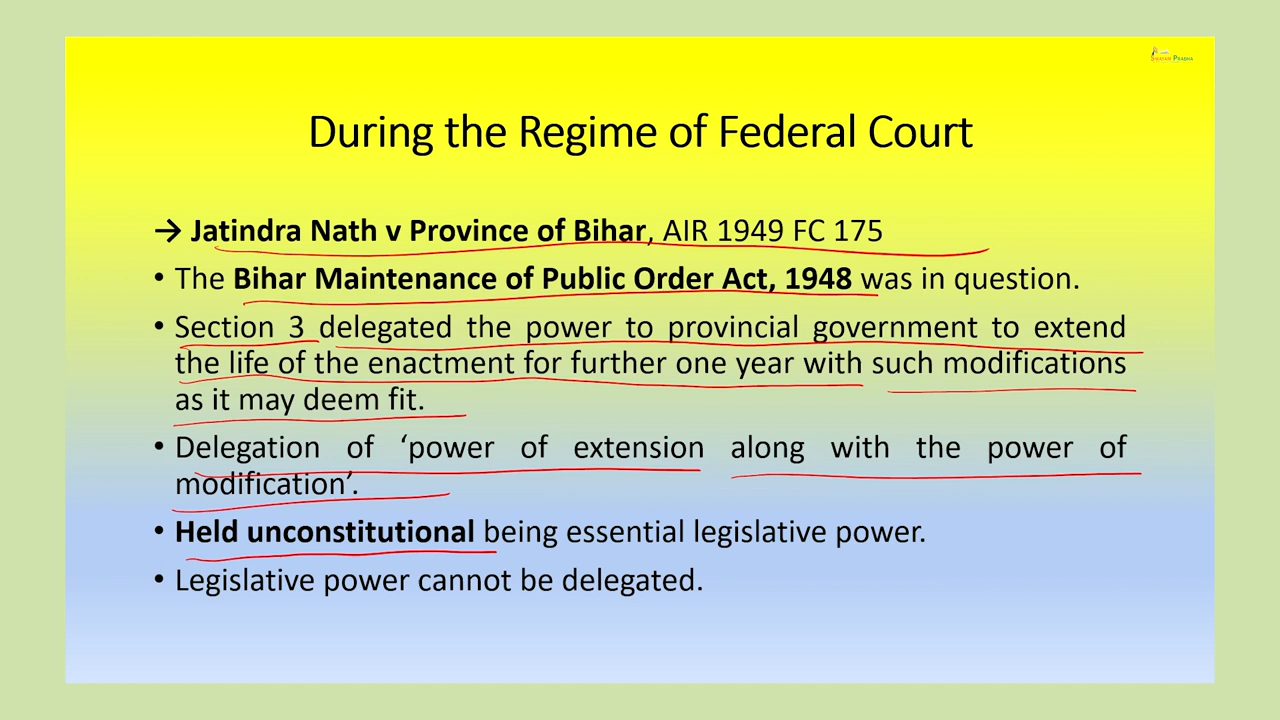 Swayam Prabha
During the Regime of Federal Court
→ Jatindra Nath v Province of Bihar, AIR 1949 FC 175
• The Bihar Maintenance of Public Order Act, 1948 was in question.
• Section 3 delegated the power to provincial government to extend
the life of the enactment for further one year with such modifications
as it may deem fit.
• Delegation of ‘power of extension along with the power of
modification’.
• Held unconstitutional being essential legislative power.
• Legislative power cannot be delegated.